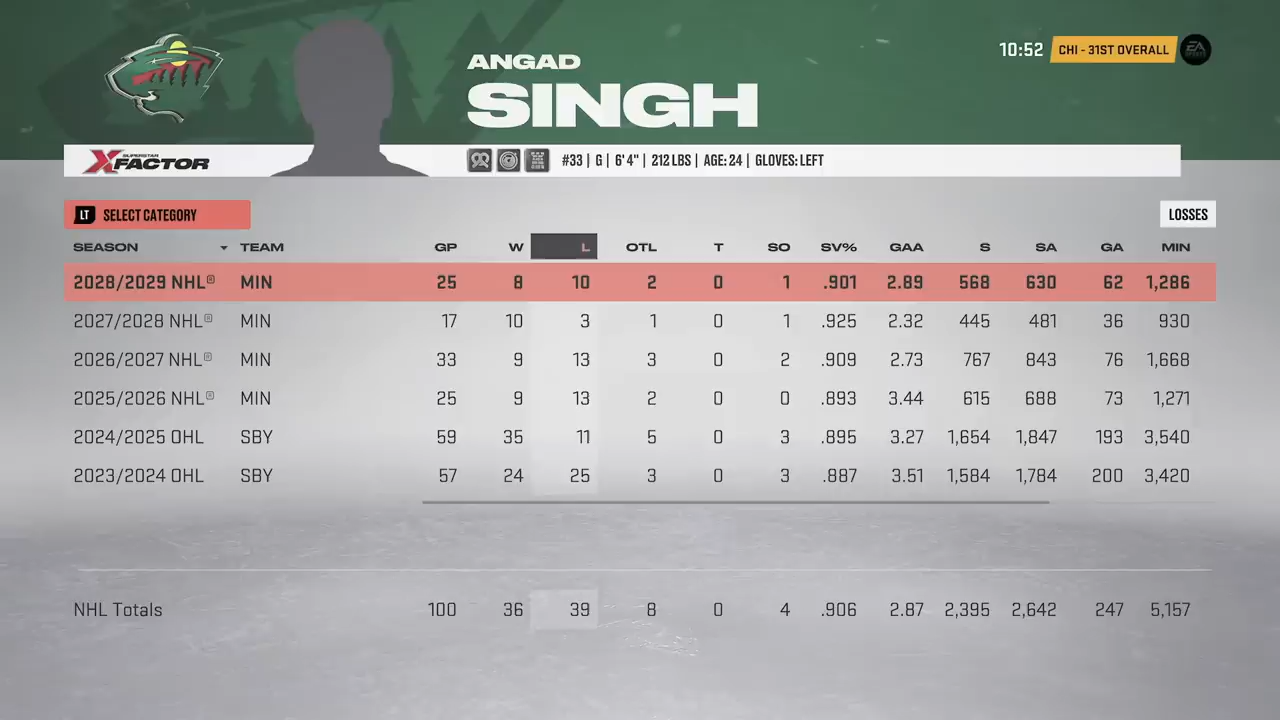 ANGAD
SINGH
10:52 CHI - 31ST OVERALL EA SPORTS
SUPERSTAR
XFACTOR
#33 | G | 6' 4" | 212 LBS | AGE: 24 | GLOVES: LEFT
LT SELECT CATEGORY
LOSSES
SEASON TEAM GP W L OTL T SO SV% GAA S SA GA MIN
2028/2029 NHL® MIN 25 8 10 2 0 1 .901 2.89 568 630 62 1,286
2027/2028 NHL® MIN 17 10 3 1 0 1 .925 2.32 445 481 36 930
2026/2027 NHL® MIN 33 9 13 3 0 2 .909 2.73 767 843 76 1,668
2025/2026 NHL® MIN 25 9 13 2 0 0 .893 3.44 615 688 73 1,271
2024/2025 OHL SBY 59 35 11 5 0 3 .895 3.27 1,654 1,847 193 3,540
2023/2024 OHL SBY 57 24 25 3 0 3 .887 3.51 1,584 1,784 200 3,420
NHL Totals 100 36 39 8 0 4 .906 2.87 2,395 2,642 247 5,157